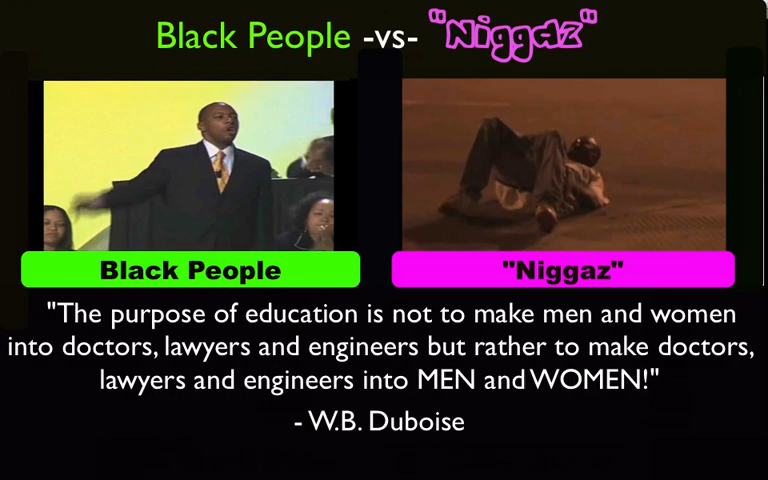 Black People -vs- "Niggaz"
Black People
"Niggaz"
"The purpose of education is not to make men and women
into doctors, lawyers and engineers but rather to make doctors,
lawyers and engineers into MEN and WOMEN!"
- W.B. Duboise